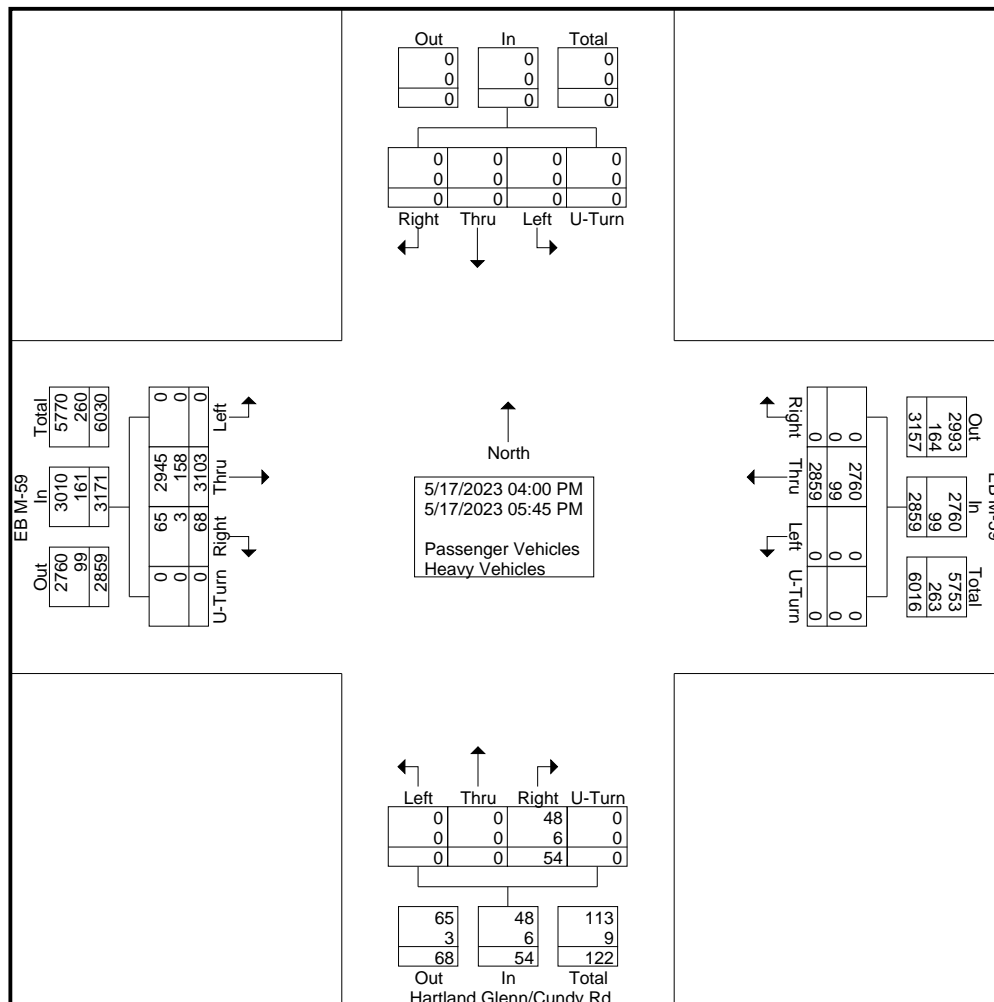 Out In Total
0 0 0
0 0 0
0 0 0
0 0 0 0
0 0 0 0
0 0 0 0
Right Thru Left U-Turn
EB M-59
Out In Total
2760 3010 5770
99 161 260
2859 3171 6030
U-Turn Right Thru Left
0 65 2945 0
0 3 158 0
0 68 3103 0
North
5/17/2023 04:00 PM
5/17/2023 05:45 PM
Passenger Vehicles
Heavy Vehicles
Right Thru Left U-Turn
0 2760 0 0
0 99 0 0
0 2859 0 0
Out In Total
2993 2760 5753
164 99 263
3157 2859 6016
Left Thru Right U-Turn
0 0 48 0
0 0 6 0
0 0 54 0
65 48 113
3 6 9
68 54 122
Out In Total
Hartland Glenn/Cundy Rd